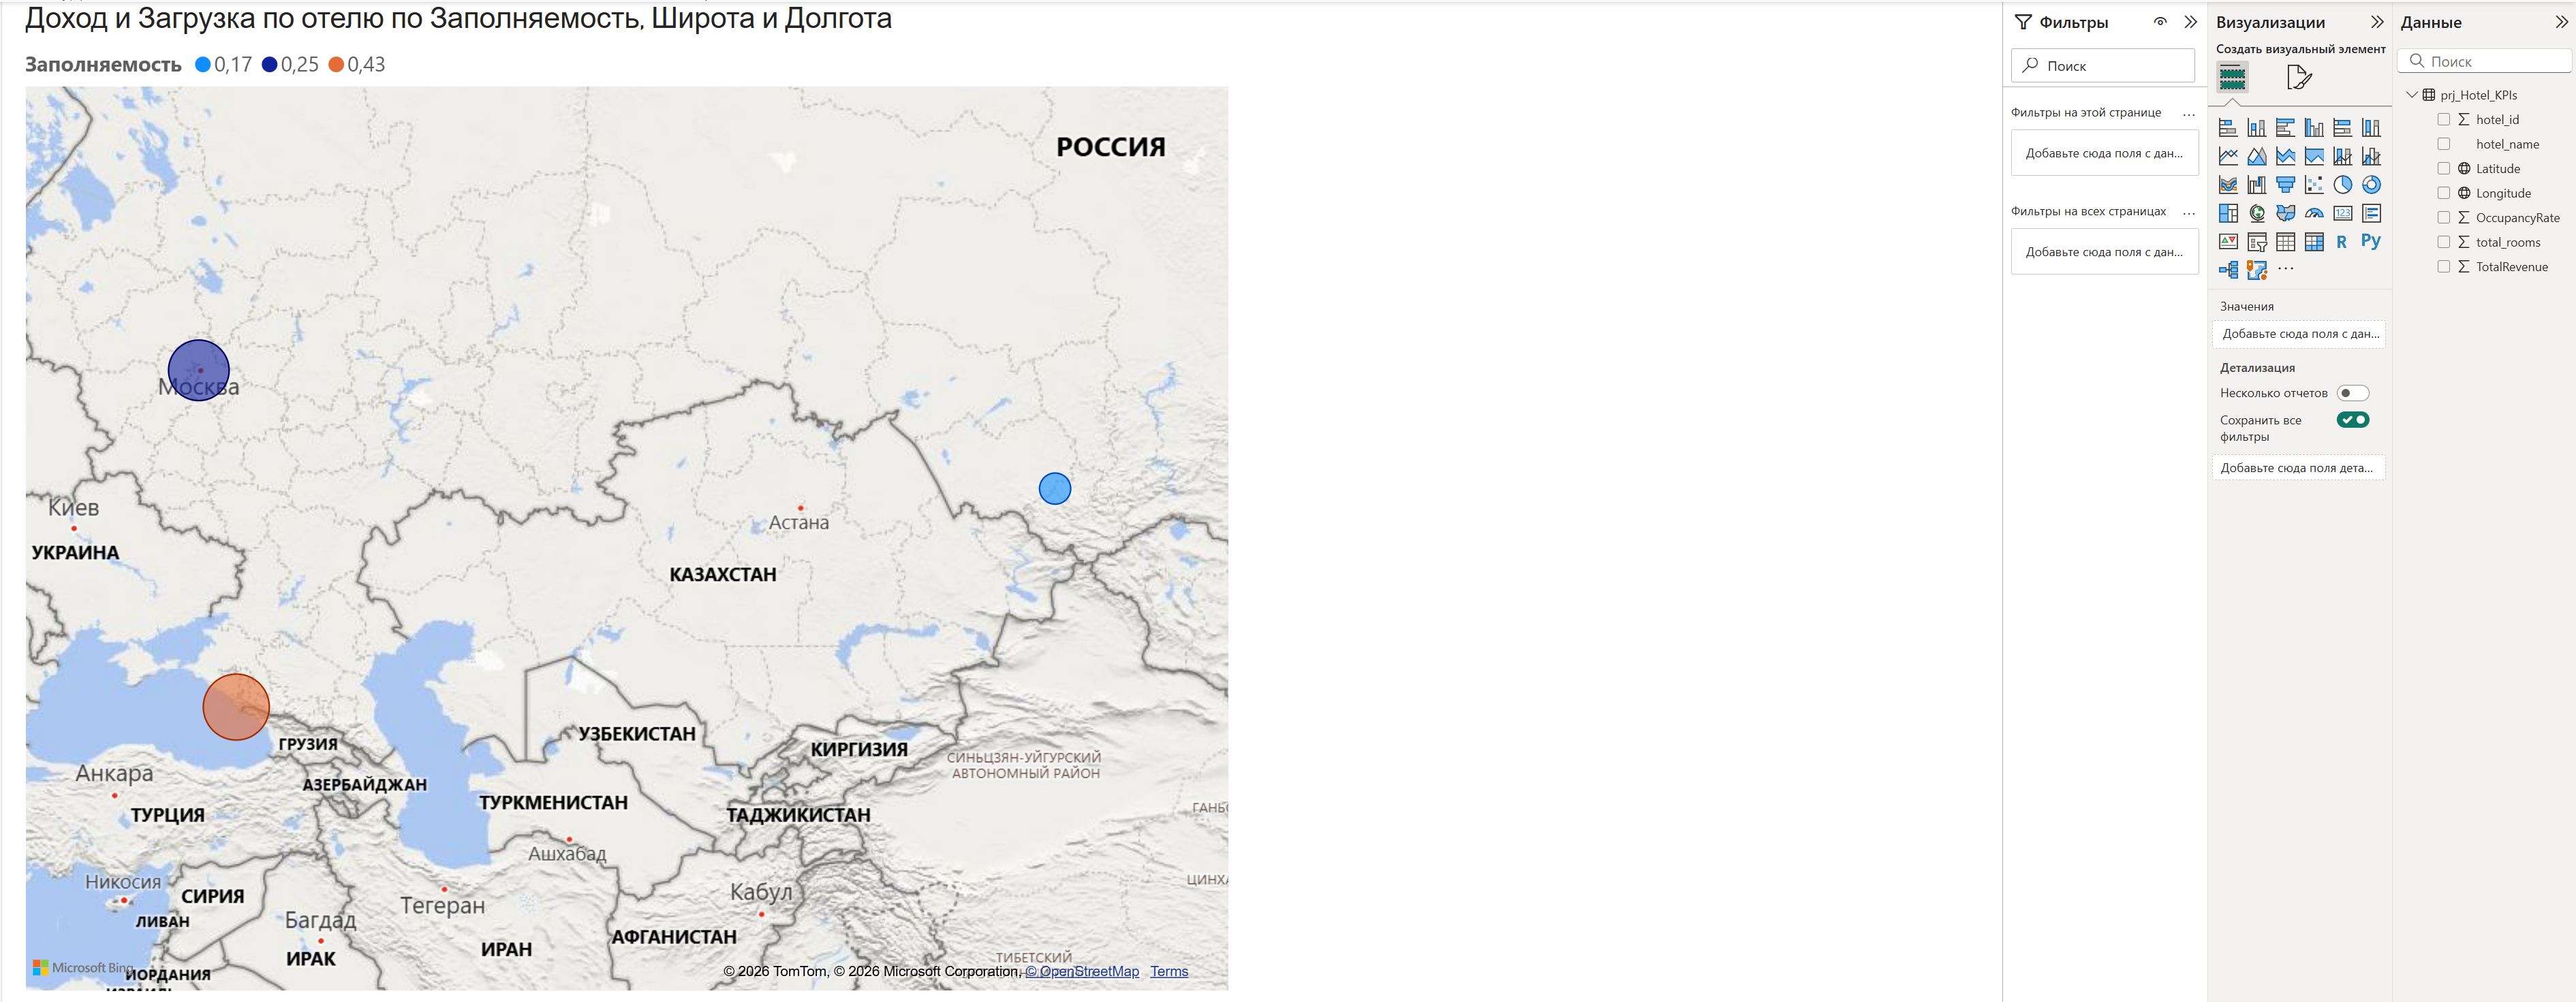 Доход и Загрузка по отелю по Заполняемость, Широта и Долгота
Заполняемость 0,17 0,25 0,43
РОССИЯ
Москва
Киев
УКРАИНА
Астана
КАЗАХСТАН
ГРУЗИЯ
УЗБЕКИСТАН
КИРГИЗИЯ
СИНЬЦЗЯН-УЙГУРСКИЙ
АВТОНОМНЫЙ РАЙОН
Анкара
АЗЕРБАЙДЖАН
ТУРЦИЯ
ТУРКМЕНИСТАН
ТАДЖИКИСТАН
Ашхабад
Никосия
СИРИЯ
ЛИВАН
Багдад
Тегеран
Кабул
ИРАК
ИРАН
АФГАНИСТАН
ТИБЕТСКИЙ
Microsoft Bing
ИОРДАНИЯ
© 2026 TomTom, © 2026 Microsoft Corporation, © OpenStreetMap Terms
Фильтры
Поиск
Фильтры на этой странице ...
Добавьте сюда поля с дан...
Фильтры на всех страницах ...
Добавьте сюда поля с дан...
Визуализации
Создать визуальный элемент
123
R Py
...
Значения
Добавьте сюда поля с дан...
Детализация
Несколько отчетов
Сохранить все
фильтры
Добавьте сюда поля дета...
Данные
Поиск
prj_Hotel_KPIs
hotel_id
hotel_name
Latitude
Longitude
OccupancyRate
total_rooms
TotalRevenue